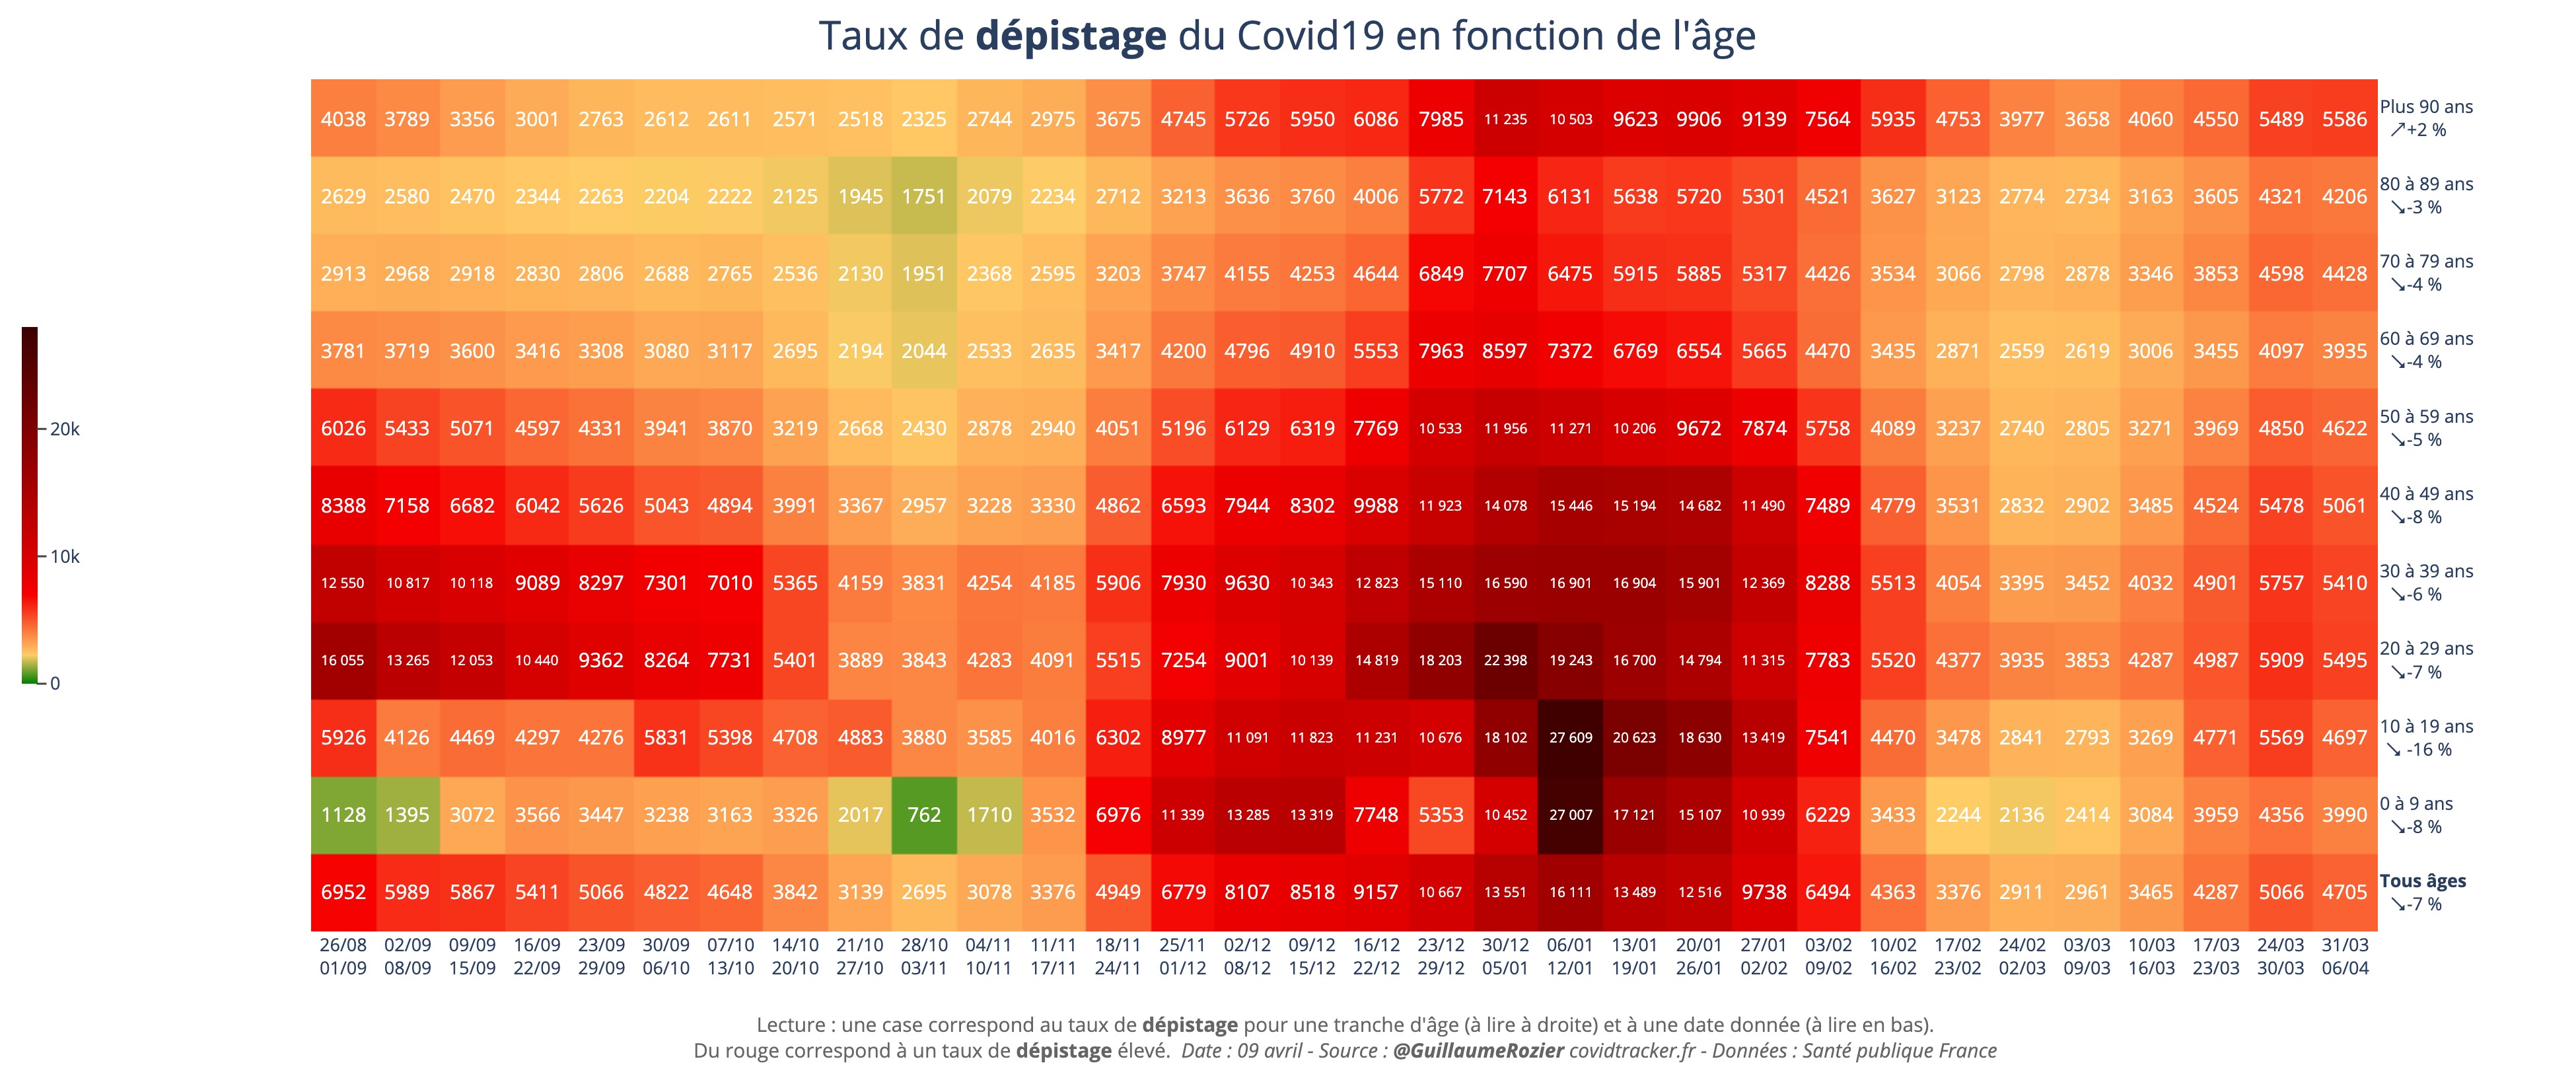 Taux de dépistage du Covid19 en fonction de l'âge
4038 3789 3356 3001 2763 2612 2611 2571 2518 2325 2744 2975 3675 4745 5726 5950 6086 7985 11 235 10 503 9623 9906 9139 7564 5935 4753 3977 3658 4060 4550 5489 5586 Plus 90 ans
↗+2 %
2629 2580 2470 2344 2263 2204 2222 2125 1945 1751 2079 2234 2712 3213 3636 3760 4006 5772 7143 6131 5638 5720 5301 4521 3627 3123 2774 2734 3163 3605 4321 4206 80 à 89 ans
↘-3 %
2913 2968 2918 2830 2806 2688 2765 2536 2130 1951 2368 2595 3203 3747 4155 4253 4644 6849 7707 6475 5915 5885 5317 4426 3534 3066 2798 2878 3346 3853 4598 4428 70 à 79 ans
↘-4 %
3781 3719 3600 3416 3308 3080 3117 2695 2194 2044 2533 2635 3417 4200 4796 4910 5553 7963 8597 7372 6769 6554 5665 4470 3435 2871 2559 2619 3006 3455 4097 3935 60 à 69 ans
↘-4 %
6026 5433 5071 4597 4331 3941 3870 3219 2668 2430 2878 2940 4051 5196 6129 6319 7769 10 533 11 956 11 271 10 206 9672 7874 5758 4089 3237 2740 2805 3271 3969 4850 4622 50 à 59 ans
↘-5 %
8388 7158 6682 6042 5626 5043 4894 3991 3367 2957 3228 3330 4862 6593 7944 8302 9988 11 923 14 078 15 446 15 194 14 682 11 490 7489 4779 3531 2832 2902 3485 4524 5478 5061 40 à 49 ans
↘-8 %
12 550 10 817 10 118 9089 8297 7301 7010 5365 4159 3831 4254 4185 5906 7930 9630 10 343 12 823 15 110 16 590 16 901 16 904 15 901 12 369 8288 5513 4054 3395 3452 4032 4901 5757 5410 30 à 39 ans
↘-6 %
16 055 13 265 12 053 10 440 9362 8264 7731 5401 3889 3843 4283 4091 5515 7254 9001 10 139 14 819 18 203 22 398 19 243 16 700 14 794 11 315 7783 5520 4377 3935 3853 4287 4987 5909 5495 20 à 29 ans
↘-7 %
5926 4126 4469 4297 4276 5831 5398 4708 4883 3880 3585 4016 6302 8977 11 091 11 823 11 231 10 676 18 102 27 609 20 623 18 630 13 419 7541 4470 3478 2841 2793 3269 4771 5569 4697 10 à 19 ans
↘ -16 %
1128 1395 3072 3566 3447 3238 3163 3326 2017 762 1710 3532 6976 11 339 13 285 13 319 7748 5353 10 452 27 007 17 121 15 107 10 939 6229 3433 2244 2136 2414 3084 3959 4356 3990 0 à 9 ans
↘-8 %
6952 5989 5867 5411 5066 4822 4648 3842 3139 2695 3078 3376 4949 6779 8107 8518 9157 10 667 13 551 16 111 13 489 12 516 9738 6494 4363 3376 2911 2961 3465 4287 5066 4705 Tous âges
↘-7 %
20k
10k
0
26/08 02/09 09/09 16/09 23/09 30/09 07/10 14/10 21/10 28/10 04/11 11/11 18/11 25/11 02/12 09/12 16/12 23/12 30/12 06/01 13/01 20/01 27/01 03/02 10/02 17/02 24/02 03/03 10/03 17/03 24/03 31/03
01/09 08/09 15/09 22/09 29/09 06/10 13/10 20/10 27/10 03/11 10/11 17/11 24/11 01/12 08/12 15/12 22/12 29/12 05/01 12/01 19/01 26/01 02/02 09/02 16/02 23/02 02/03 09/03 16/03 23/03 30/03 06/04
Lecture : une case correspond au taux de dépistage pour une tranche d'âge (à lire à droite) et à une date donnée (à lire en bas).
Du rouge correspond à un taux de dépistage élevé. Date : 09 avril - Source : @GuillaumeRozier covidtracker.fr - Données : Santé publique France